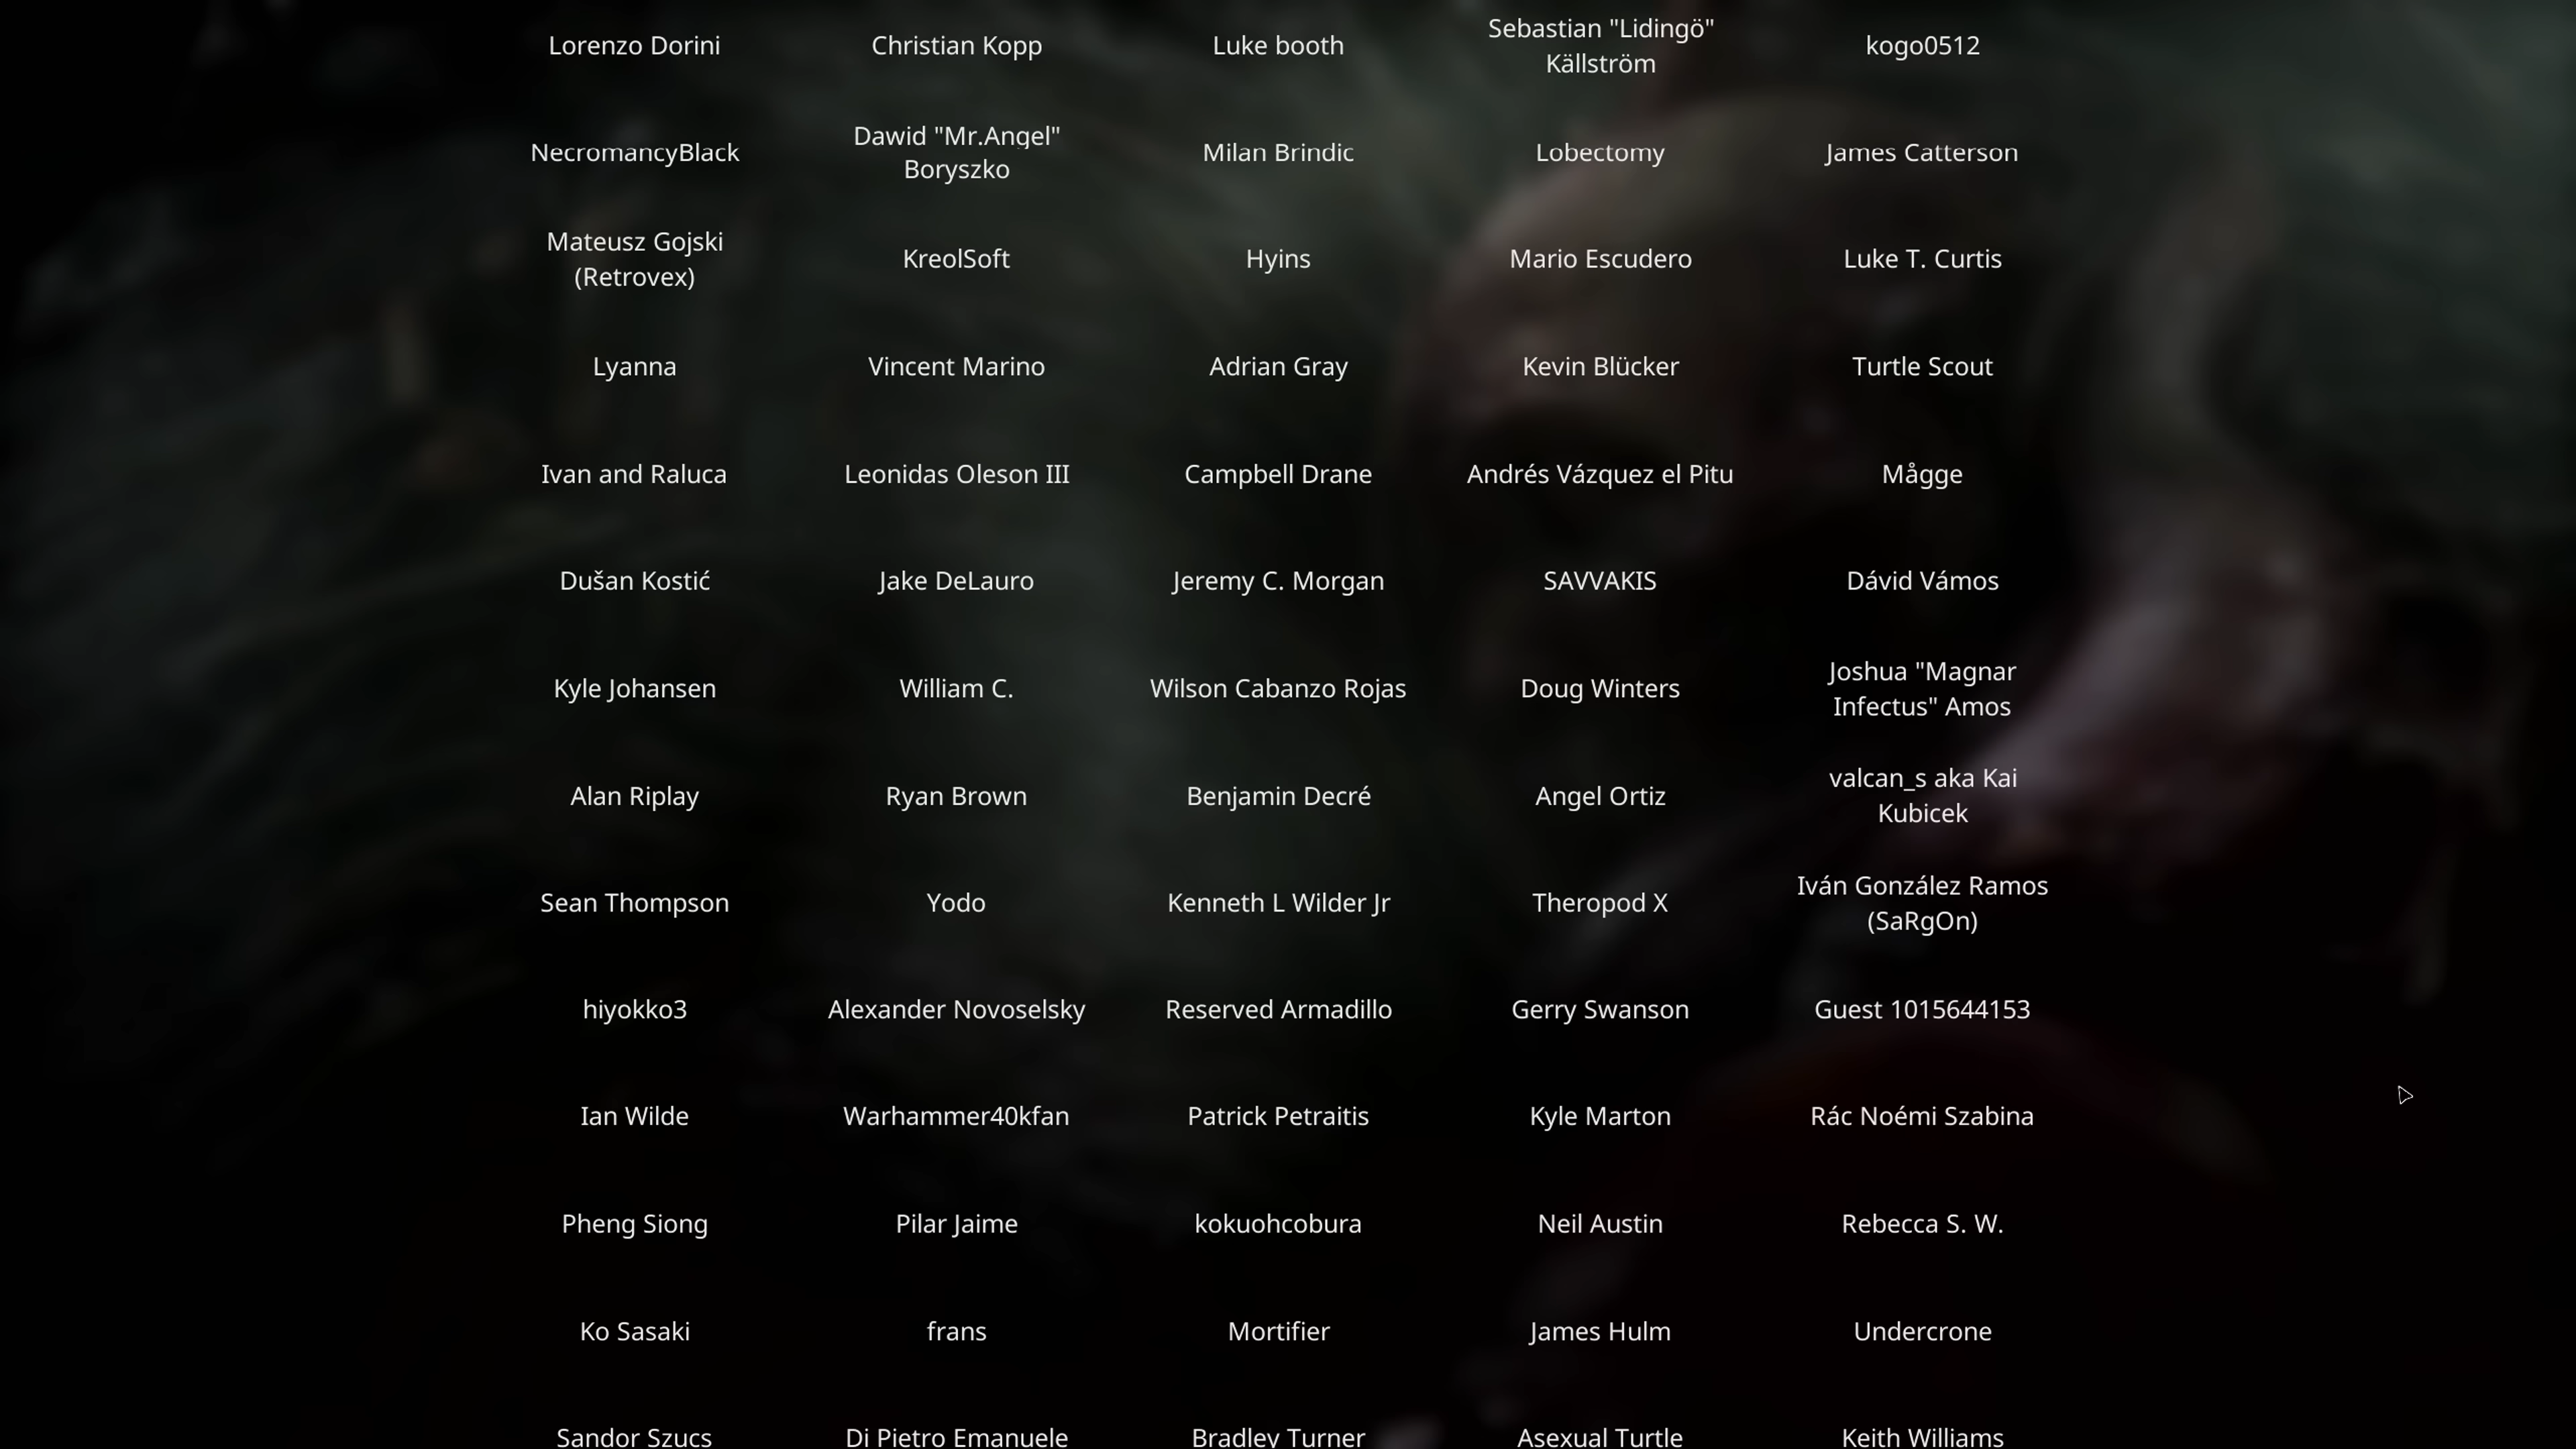 Lorenzo Dorini Christian Kopp Luke booth Sebastian "Lidingö" Källström kogo0512
NecromancyBlack Dawid "Mr.Angel" Boryszko Milan Brindic Lobectomy James Catterson
Mateusz Gojski (Retrovex) KreolSoft Hyins Mario Escudero Luke T. Curtis
Lyanna Vincent Marino Adrian Gray Kevin Blücker Turtle Scout
Ivan and Raluca Leonidas Oleson III Campbell Drane Andrés Vázquez el Pitu Mågge
Dušan Kostić Jake DeLauro Jeremy C. Morgan SAVVAKIS Dávid Vámos
Kyle Johansen William C. Wilson Cabanzo Rojas Doug Winters Joshua "Magnar Infectus" Amos
Alan Riplay Ryan Brown Benjamin Decré Angel Ortiz valcan_s aka Kai Kubicek
Sean Thompson Yodo Kenneth L Wilder Jr Theropod X Iván González Ramos (SaRgOn)
hiyokko3 Alexander Novoselsky Reserved Armadillo Gerry Swanson Guest 1015644153
Ian Wilde Warhammer40kfan Patrick Petraitis Kyle Marton Rác Noémi Szabina
Pheng Siong Pilar Jaime kokuohcobura Neil Austin Rebecca S. W.
Ko Sasaki frans Mortifier James Hulm Undercrone
Sandor Szucs Di Pietro Emanuele Bradley Turner Asexual Turtle Keith Williams